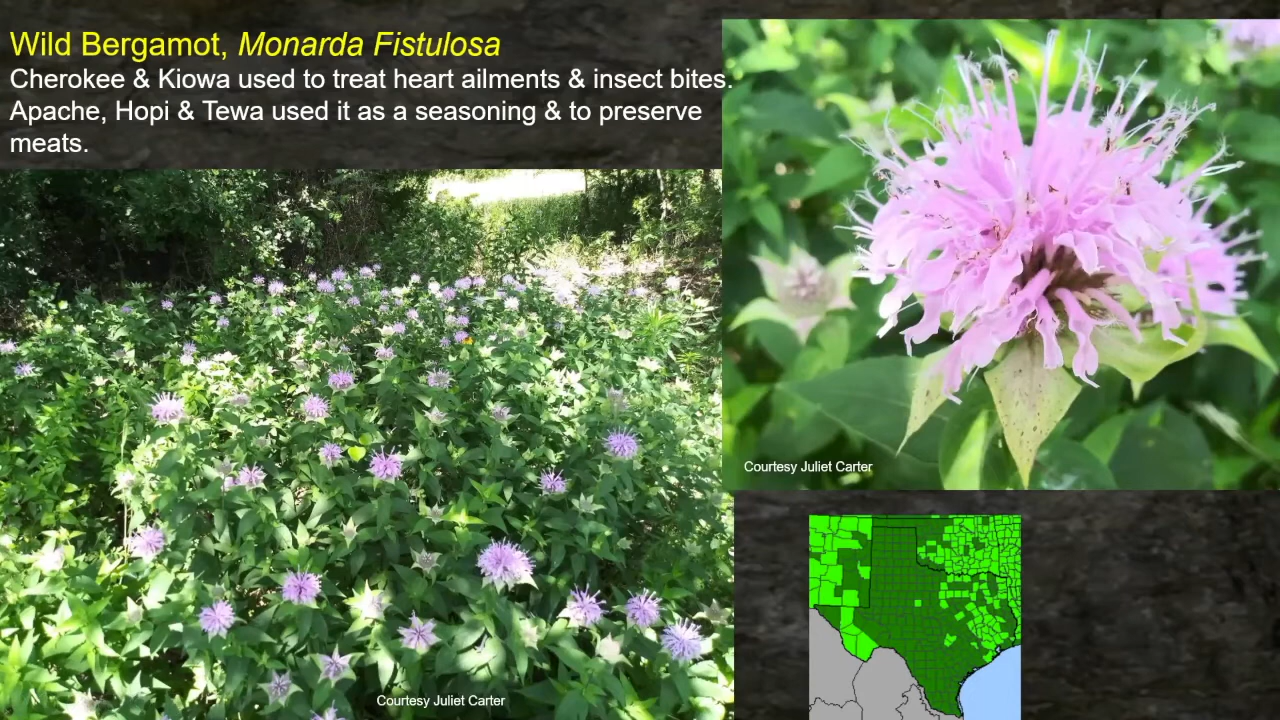 Wild Bergamot, Monarda Fistulosa
Cherokee & Kiowa used to treat heart ailments & insect bites.
Apache, Hopi & Tewa used it as a seasoning & to preserve
meats.
Courtesy Juliet Carter
Courtesy Juliet Carter